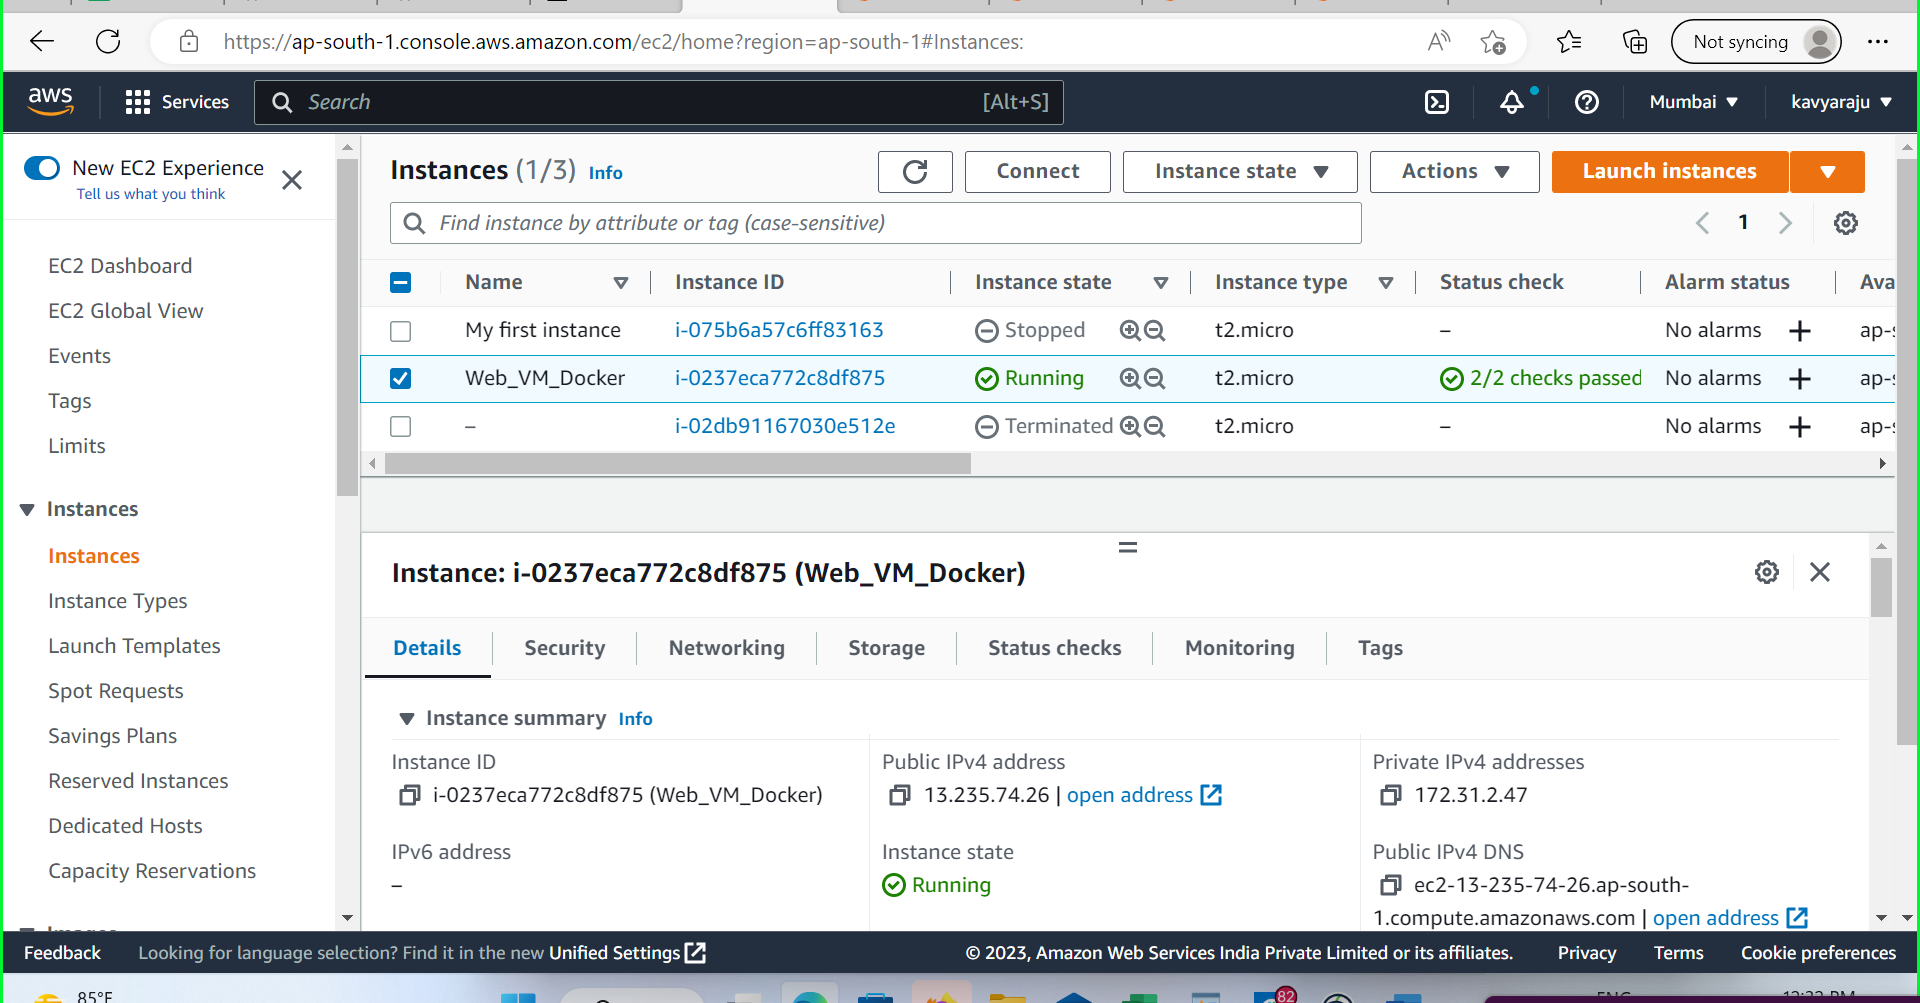 https://ap-south-1.console.aws.amazon.com/ec2/home?region=ap-south-1#Instances:
Not syncing
aws
Services
Search
[Alt+S]
Mumbai
kavyaraju
New EC2 Experience
Tell us what you think
EC2 Dashboard
EC2 Global View
Events
Tags
Limits
Instances
Instances
Instance Types
Launch Templates
Spot Requests
Savings Plans
Reserved Instances
Dedicated Hosts
Capacity Reservations
Instances (1/3) Info
Connect
Instance state
Actions
Launch instances
Find instance by attribute or tag (case-sensitive)
1
Name Instance ID Instance state Instance type Status check Alarm status Ava
My first instance i-075b6a57c6ff83163 Stopped t2.micro – No alarms + ap-s
Web_VM_Docker i-0237eca772c8df875 Running t2.micro 2/2 checks passed No alarms + ap-s
– i-02db91167030e512e Terminated t2.micro – No alarms + ap-s
Instance: i-0237eca772c8df875 (Web_VM_Docker)
Details Security Networking Storage Status checks Monitoring Tags
Instance summary Info
Instance ID
i-0237eca772c8df875 (Web_VM_Docker)
Public IPv4 address
13.235.74.26 | open address
Private IPv4 addresses
172.31.2.47
IPv6 address
–
Instance state
Running
Public IPv4 DNS
ec2-13-235-74-26.ap-south-
1.compute.amazonaws.com | open address
Feedback
Looking for language selection? Find it in the new Unified Settings
© 2023, Amazon Web Services India Private Limited or its affiliates.
Privacy
Terms
Cookie preferences
85°F
82